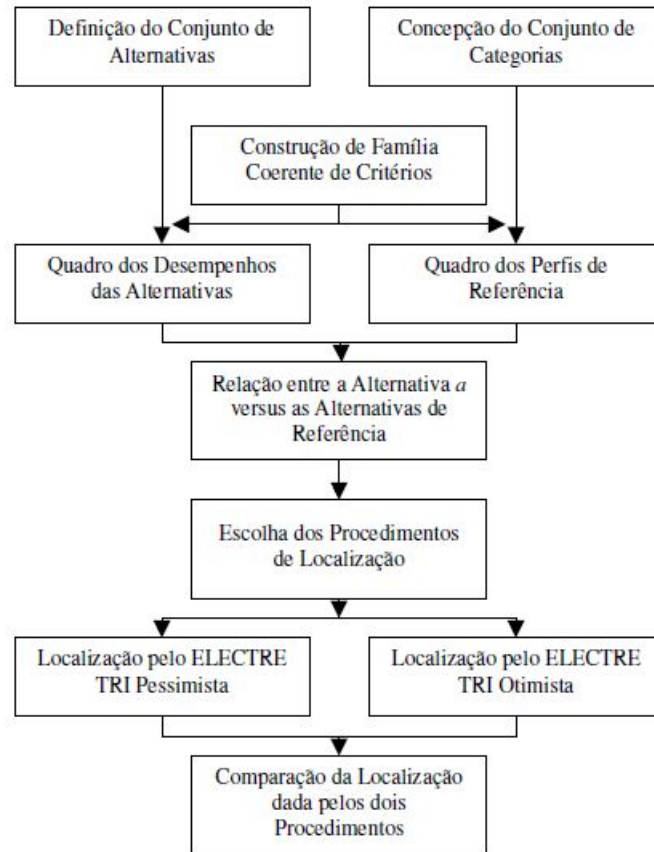 Definição do Conjunto de
Alternativas
Concepção do Conjunto de
Categorias
Construção de Família
Coerente de Critérios
Quadro dos Desempenhos
das Alternativas
Quadro dos Perfis de
Referência
Relação entre a Alternativa a
versus as Alternativas de
Referência
Escolha dos Procedimentos
de Localização
Localização pelo ELECTRE
TRI Pessimista
Localização pelo ELECTRE
TRI Otimista
Comparação da Localização
dada pelos dois
Procedimentos